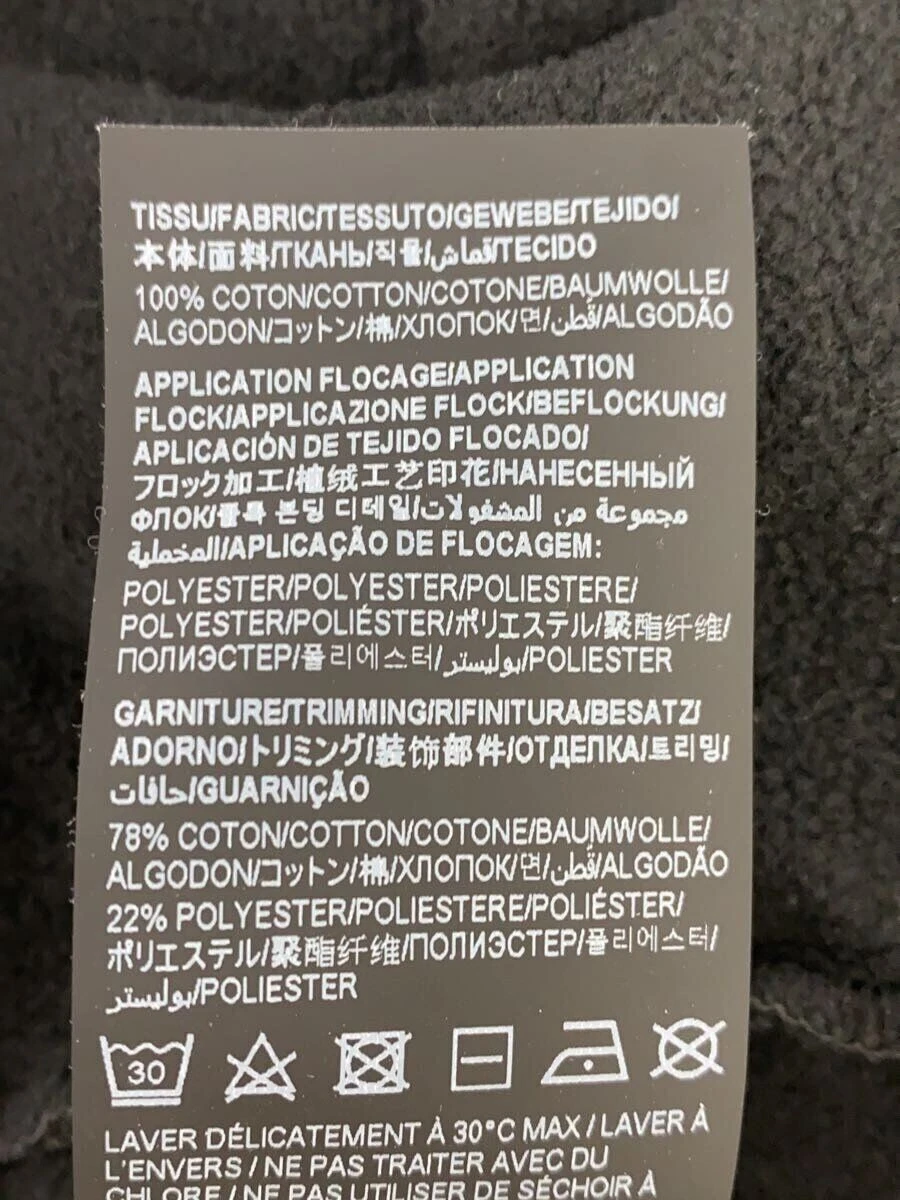 TISSU/FABRIC/TESSUTO/GEWEBE/TEJIDO/
本体/面料/ТКАНЬ/직물/قماش/TECIDO
100% COTON/COTTON/COTONE/BAUMWOLLE/
ALGODON/コットン/棉/ХЛОПОК/면/قطن/ALGODÃO
APPLICATION FLOCAGE/APPLICATION
FLOCK/APPLICAZIONE FLOCK/BEFLOCKUNG/
APLICACIÓN DE TEJIDO FLOCADO/
フロック加工/植绒工艺印花/НАНЕСЕННЫЙ
ФЛОК/플록 본딩 디테일/مجموعة من المشغولات
المخملية/APLICAÇÃO DE FLOCAGEM:
POLYESTER/POLYESTER/POLIESTERE/
POLYESTER/POLIÉSTER/ポリエステル/聚酯纤维/
ПОЛИЭСТЕР/폴리에스터/بوليستر/POLIESTER
GARNITURE/TRIMMING/RIFINITURA/BESATZ/
ADORNO/トリミング/装饰部件/ОТДЕЛКА/트리밍/
حافات/GUARNIÇÃO
78% COTON/COTTON/COTONE/BAUMWOLLE/
ALGODON/コットン/棉/ХЛОПОК/면/قطن/ALGODÃO
22% POLYESTER/POLIESTERE/POLIÉSTER/
ポリエステル/聚酯纤维/ПОЛИЭСТЕР/폴리에스터/
بوليستر/POLIESTER
30
LAVER DÉLICATEMENT À 30°C MAX / LAVER À
L'ENVERS / NE PAS TRAITER AVEC DU
CHLORE / NE PAS UTILISER DE SÉCHOIR À